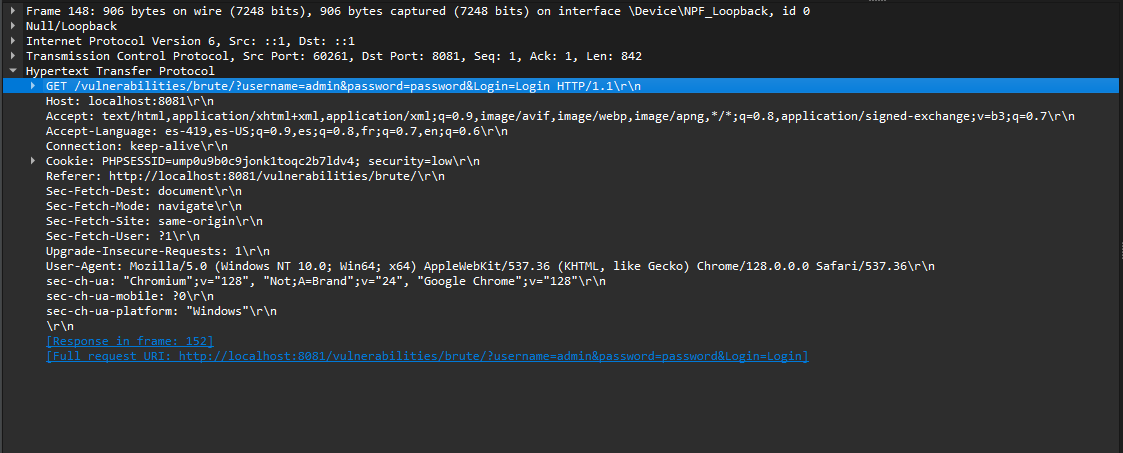 Frame 148: 906 bytes on wire (7248 bits), 906 bytes captured (7248 bits) on interface \Device\NPF_Loopback, id 0
Null/Loopback
Internet Protocol Version 6, Src: ::1, Dst: ::1
Transmission Control Protocol, Src Port: 60261, Dst Port: 8081, Seq: 1, Ack: 1, Len: 842
Hypertext Transfer Protocol
GET /vulnerabilities/brute/?username=admin&password=password&Login=Login HTTP/1.1\r\n
Host: localhost:8081\r\n
Accept: text/html,application/xhtml+xml,application/xml;q=0.9,image/avif,image/webp,image/apng,*/*;q=0.8,application/signed-exchange;v=b3;q=0.7\r\n
Accept-Language: es-419,es-US;q=0.9,es;q=0.8,fr;q=0.7,en;q=0.6\r\n
Connection: keep-alive\r\n
Cookie: PHPSESSID=ump0u9b0c9jonk1toqc2b7ldv4; security=low\r\n
Referer: http://localhost:8081/vulnerabilities/brute/\r\n
Sec-Fetch-Dest: document\r\n
Sec-Fetch-Mode: navigate\r\n
Sec-Fetch-Site: same-origin\r\n
Sec-Fetch-User: ?1\r\n
Upgrade-Insecure-Requests: 1\r\n
User-Agent: Mozilla/5.0 (Windows NT 10.0; Win64; x64) AppleWebKit/537.36 (KHTML, like Gecko) Chrome/128.0.0.0 Safari/537.36\r\n
sec-ch-ua: "Chromium";v="128", "Not;A=Brand";v="24", "Google Chrome";v="128"\r\n
sec-ch-ua-mobile: ?0\r\n
sec-ch-ua-platform: "Windows"\r\n
\r\n
[Response in frame: 152]
[Full request URI: http://localhost:8081/vulnerabilities/brute/?username=admin&password=password&Login=Login]